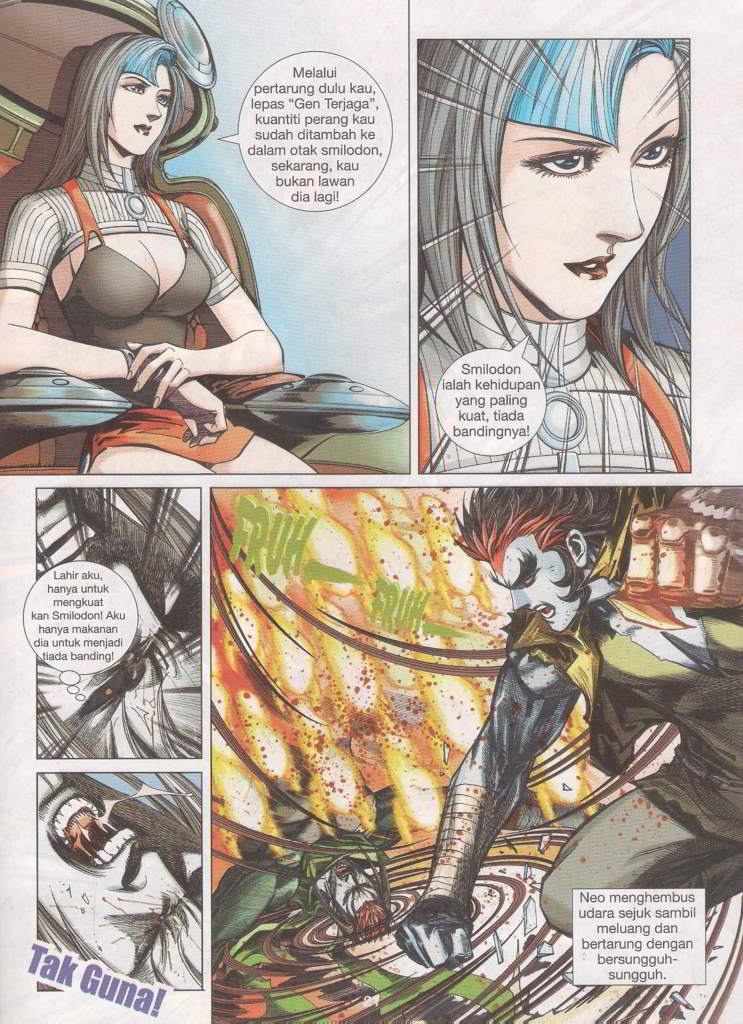 Melalui
pertarung dulu kau,
lepas “Gen Terjaga”,
kuantiti perang kau
sudah ditambah ke
dalam otak smilodon,
sekarang, kau
bukan lawan
dia lagi!
Smilodon
ialah kehidupan
yang paling
kuat, tiada
bandingnya!
Lahir aku,
hanya untuk
mengkuat
kan Smilodon! Aku
hanya makanan
dia untuk menjadi
tiada banding!
FRUH
FRUH
Tak Guna!
Neo menghembus
udara sejuk sambil
meluang dan
bertarung dengan
bersungguh-
sungguh.